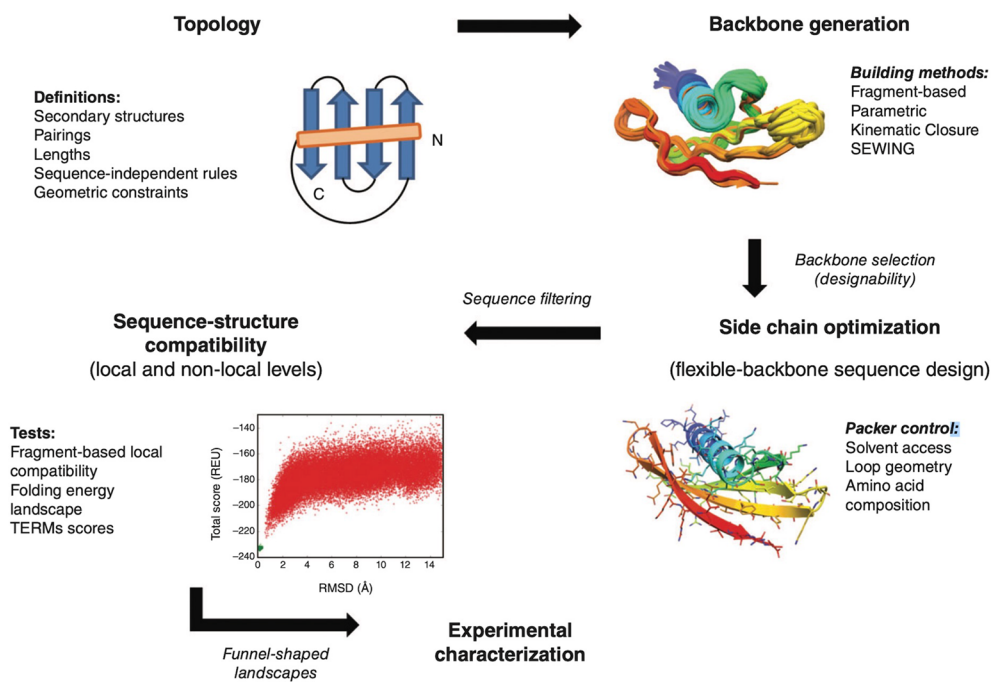 Topology
Backbone generation
Definitions:
Secondary structures
Pairings
Lengths
Sequence-independent rules
Geometric constraints
N
C
Building methods:
Fragment-based
Parametric
Kinematic Closure
SEWING
Backbone selection
(designability)
Sequence filtering
Sequence-structure
compatibility
(local and non-local levels)
Side chain optimization
(flexible-backbone sequence design)
Tests:
Fragment-based local
compatibility
Folding energy
landscape
TERMs scores
Total score (REU)
−140
−160
−180
−200
−220
−240
0 2 4 6 8 10 12 14
RMSD (Å)
Packer control:
Solvent access
Loop geometry
Amino acid
composition
Funnel-shaped
landscapes
Experimental
characterization